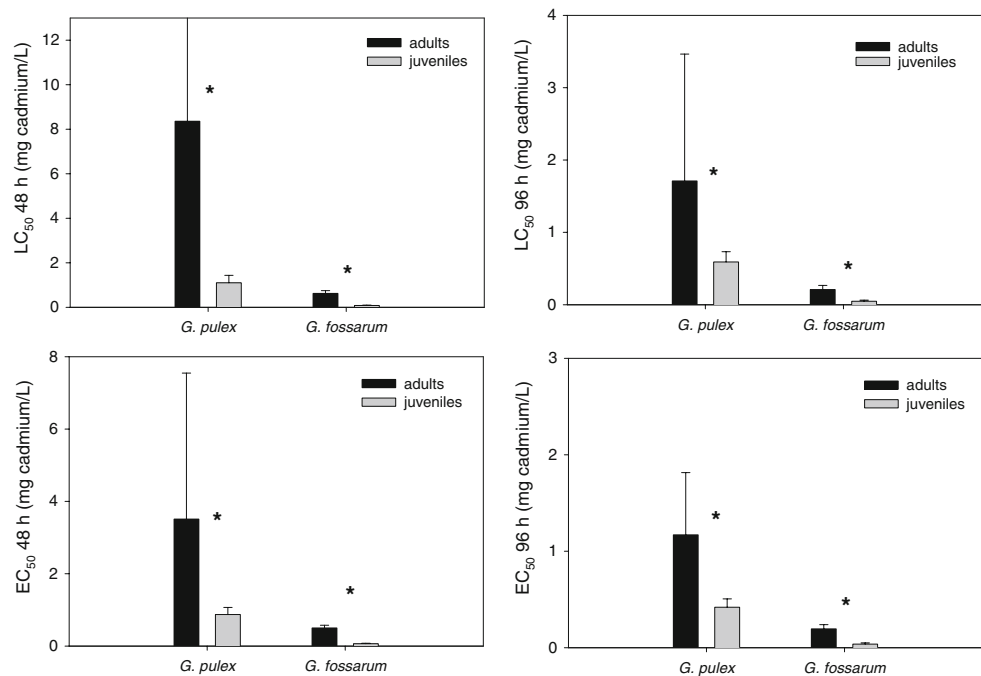 LC50 48 h (mg cadmium/L)
12
10
8
6
4
2
0
adults
juveniles
*
*
G. pulex
G. fossarum
LC50 96 h (mg cadmium/L)
4
3
2
1
0
adults
juveniles
*
*
G. pulex
G. fossarum
EC50 48 h (mg cadmium/L)
8
6
4
2
0
adults
juveniles
*
*
G. pulex
G. fossarum
EC50 96 h (mg cadmium/L)
3
2
1
0
adults
juveniles
*
*
G. pulex
G. fossarum